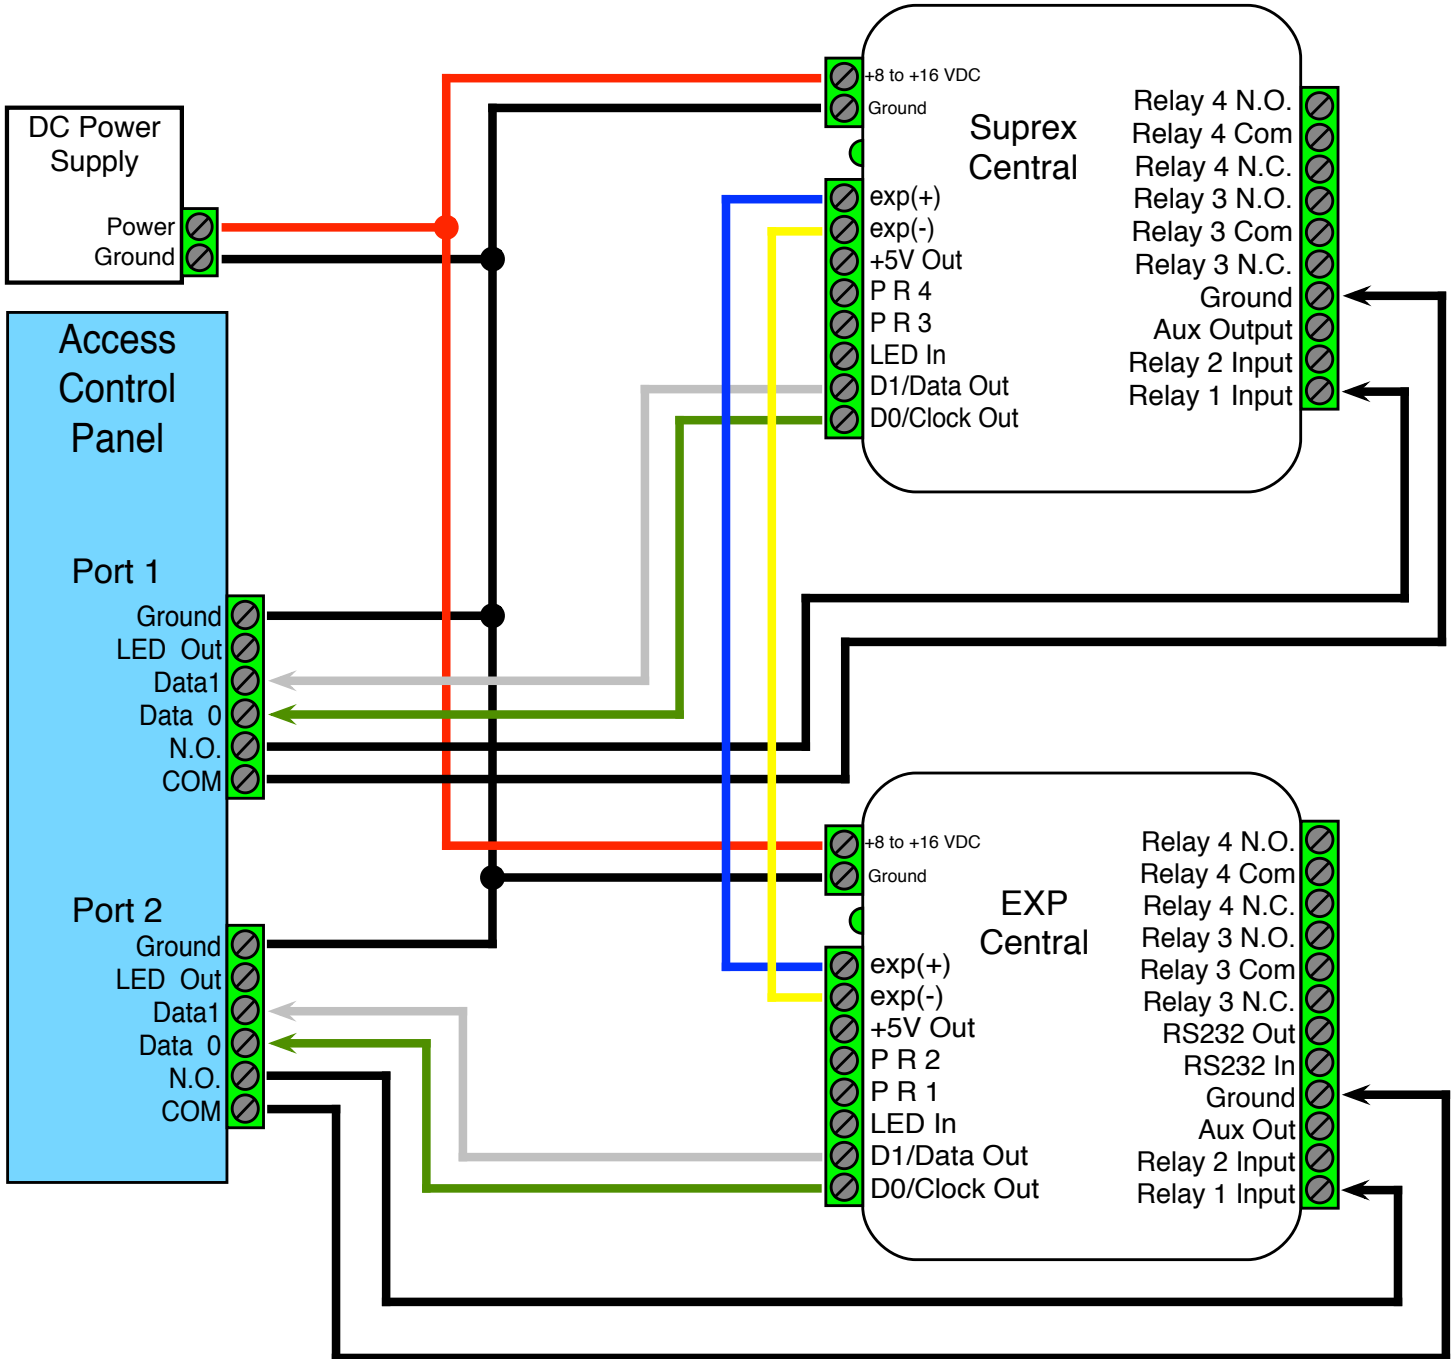 DC Power
Supply
Power
Ground
Access
Control
Panel
Port 1
Ground
LED Out
Data1
Data 0
N.O.
COM
Port 2
Ground
LED Out
Data1
Data 0
N.O.
COM
+8 to +16 VDC
Ground
Suprex
Central
exp(+)
exp(-)
+5V Out
P R 4
P R 3
LED In
D1/Data Out
D0/Clock Out
Relay 4 N.O.
Relay 4 Com
Relay 4 N.C.
Relay 3 N.O.
Relay 3 Com
Relay 3 N.C.
Ground
Aux Output
Relay 2 Input
Relay 1 Input
+8 to +16 VDC
Ground
EXP
Central
exp(+)
exp(-)
+5V Out
P R 2
P R 1
LED In
D1/Data Out
D0/Clock Out
Relay 4 N.O.
Relay 4 Com
Relay 4 N.C.
Relay 3 N.O.
Relay 3 Com
Relay 3 N.C.
RS232 Out
RS232 In
Ground
Aux Out
Relay 2 Input
Relay 1 Input